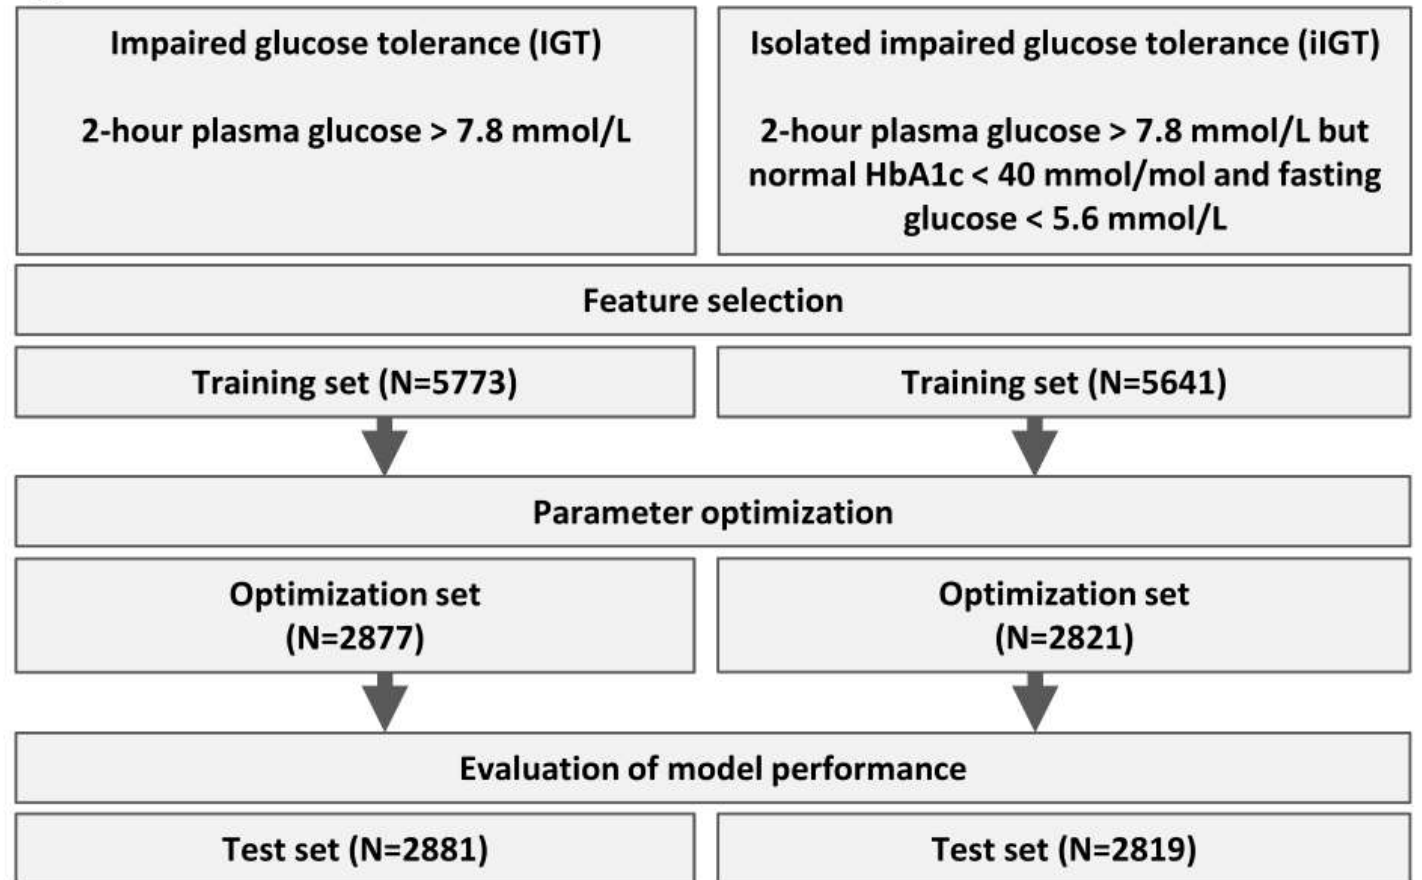 Impaired glucose tolerance (IGT)
2-hour plasma glucose > 7.8 mmol/L
Isolated impaired glucose tolerance (iIGT)
2-hour plasma glucose > 7.8 mmol/L but
normal HbA1c < 40 mmol/mol and fasting
glucose < 5.6 mmol/L
Feature selection
Training set (N=5773)
Training set (N=5641)
Parameter optimization
Optimization set
(N=2877)
Optimization set
(N=2821)
Evaluation of model performance
Test set (N=2881)
Test set (N=2819)